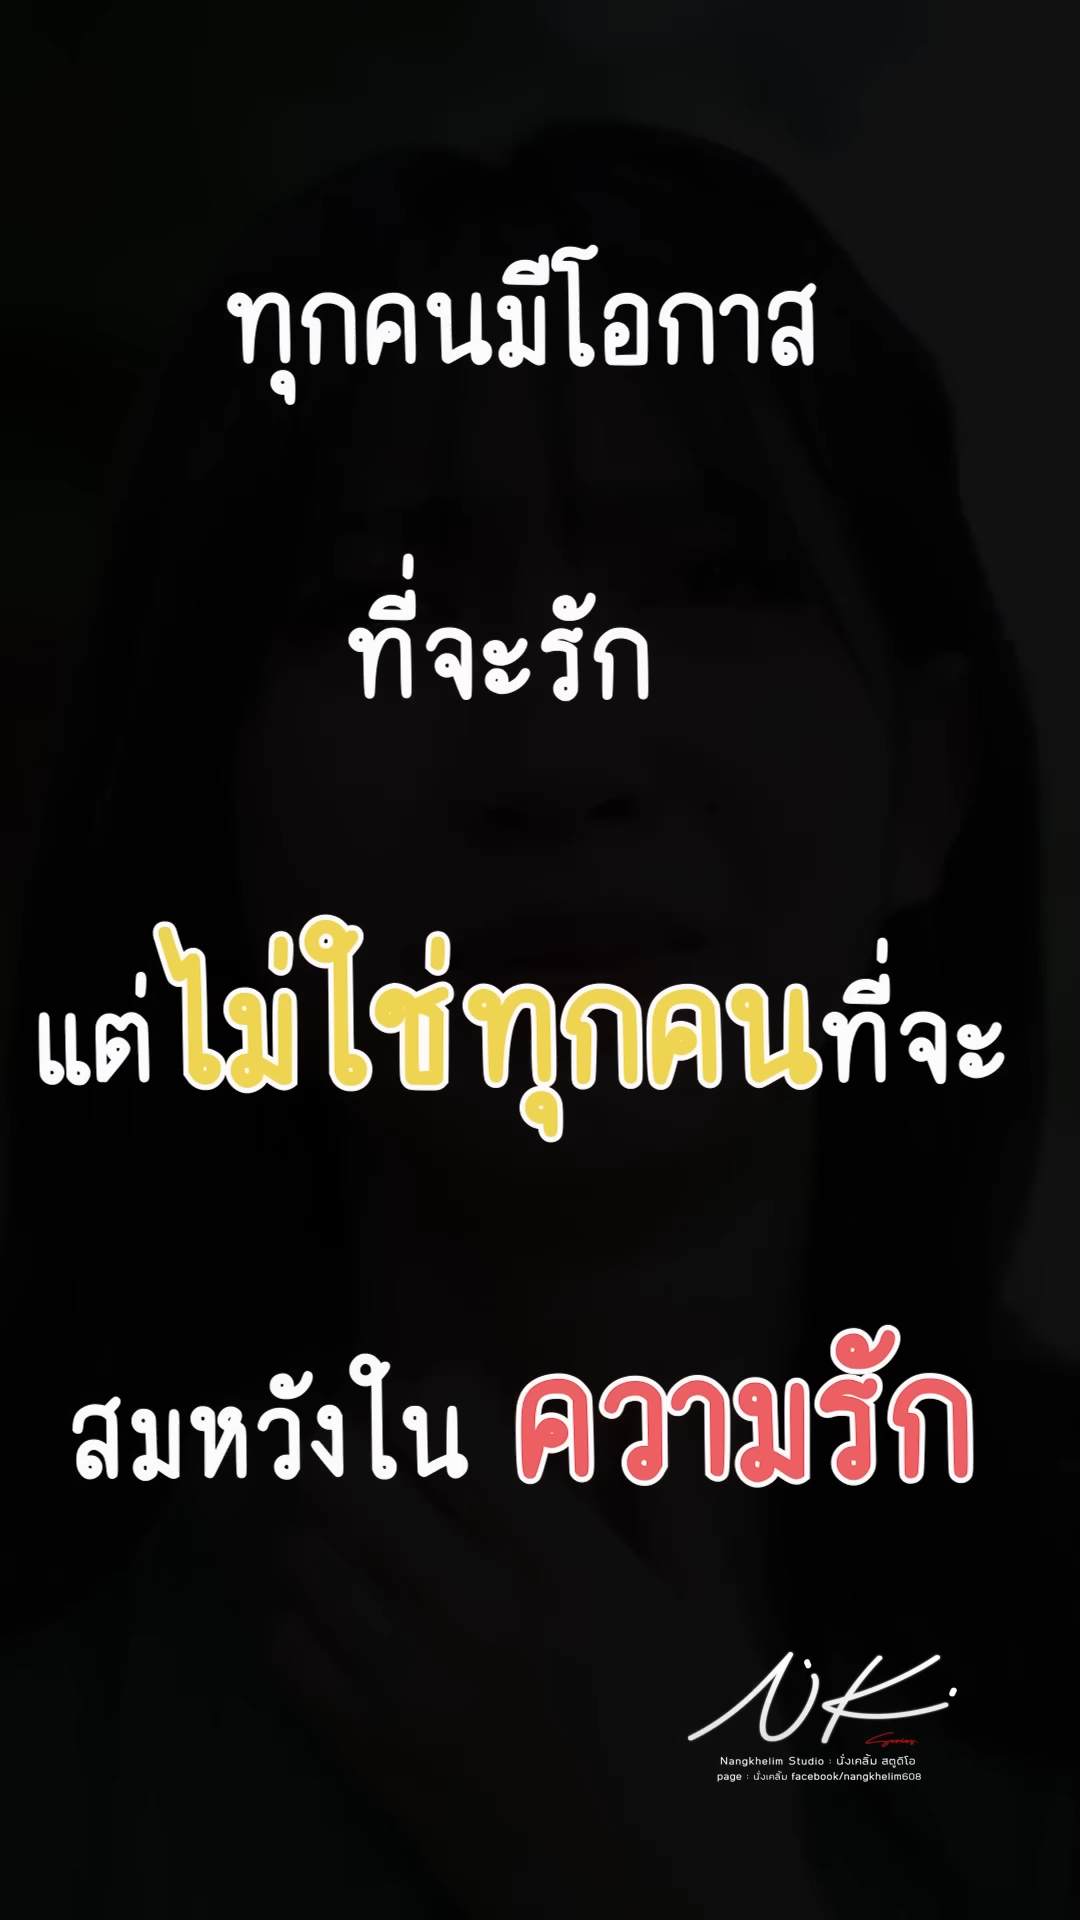 ทุกคนมีโอกาส
ที่จะรัก
แต่ไม่ใช่ทุกคนที่จะ
สมหวังใน ความรัก
NK
Series
Nangkhelim Studio : นั่งเคลิ้ม สตูดิโอ
page : นั่งเคลิ้ม facebook/nangkhelim608